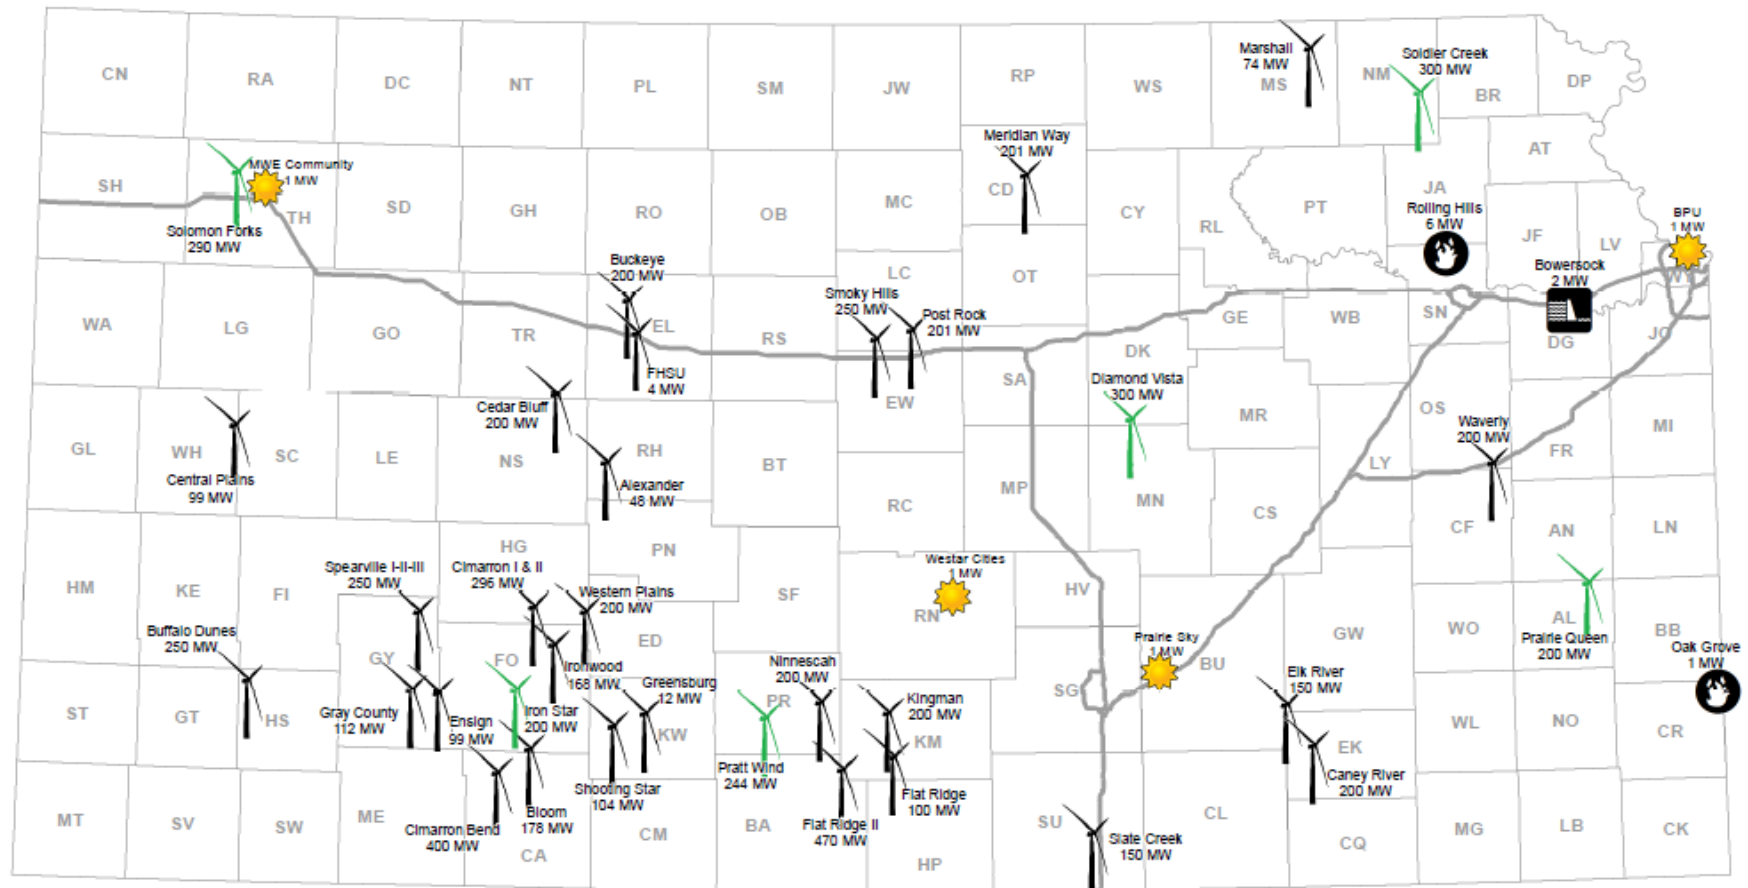 CN
RA
DC
NT
PL
SM
JW
RP
WS
Marshall
74 MW
MS
NM
Soldier Creek
300 MW
BR
DP
SH
MWE Community
1 MW
TH
Solomon Forks
290 MW
SD
GH
RO
OB
MC
Meridian Way
201 MW
CD
CY
RL
PT
JA
Rolling Hills
6 MW
AT
JF
LV
BPU
1 MW
WY
Bowersock
2 MW
WA
LG
GO
TR
Buckeye
200 MW
EL
FHSU
4 MW
RS
LC
Smoky Hills
250 MW
Post Rock
201 MW
EW
OT
SA
DK
Diamond Vista
300 MW
GE
WB
SN
DG
JO
GL
WH
Central Plains
99 MW
SC
LE
NS
Cedar Bluff
200 MW
RH
Alexander
48 MW
BT
RC
MP
MN
MR
CS
OS
LY
Waverly
200 MW
FR
MI
CF
AN
LN
HM
KE
FI
Spearville I-II-III
250 MW
HG
Cimarron I & II
296 MW
Western Plains
200 MW
PN
SF
Westar Cities
1 MW
RN
HV
Buffalo Dunes
250 MW
GY
FO
Ironwood
168 MW
ED
Greensburg
12 MW
Ninnescah
200 MW
PR
Kingman
200 MW
KM
SG
Prairie Sky
1 MW
BU
GW
Elk River
150 MW
WO
AL
Prairie Queen
200 MW
BB
Oak Grove
1 MW
ST
GT
HS
Gray County
112 MW
Ensign
99 MW
Iron Star
200 MW
KW
Shooting Star
104 MW
Pratt Wind
244 MW
Flat Ridge
100 MW
EK
Caney River
200 MW
WL
NO
CR
MT
SV
SW
ME
Cimarron Bend
400 MW
Bloom
178 MW
CA
CM
BA
Flat Ridge II
470 MW
HP
SU
Slate Creek
150 MW
CL
CQ
MG
LB
CK